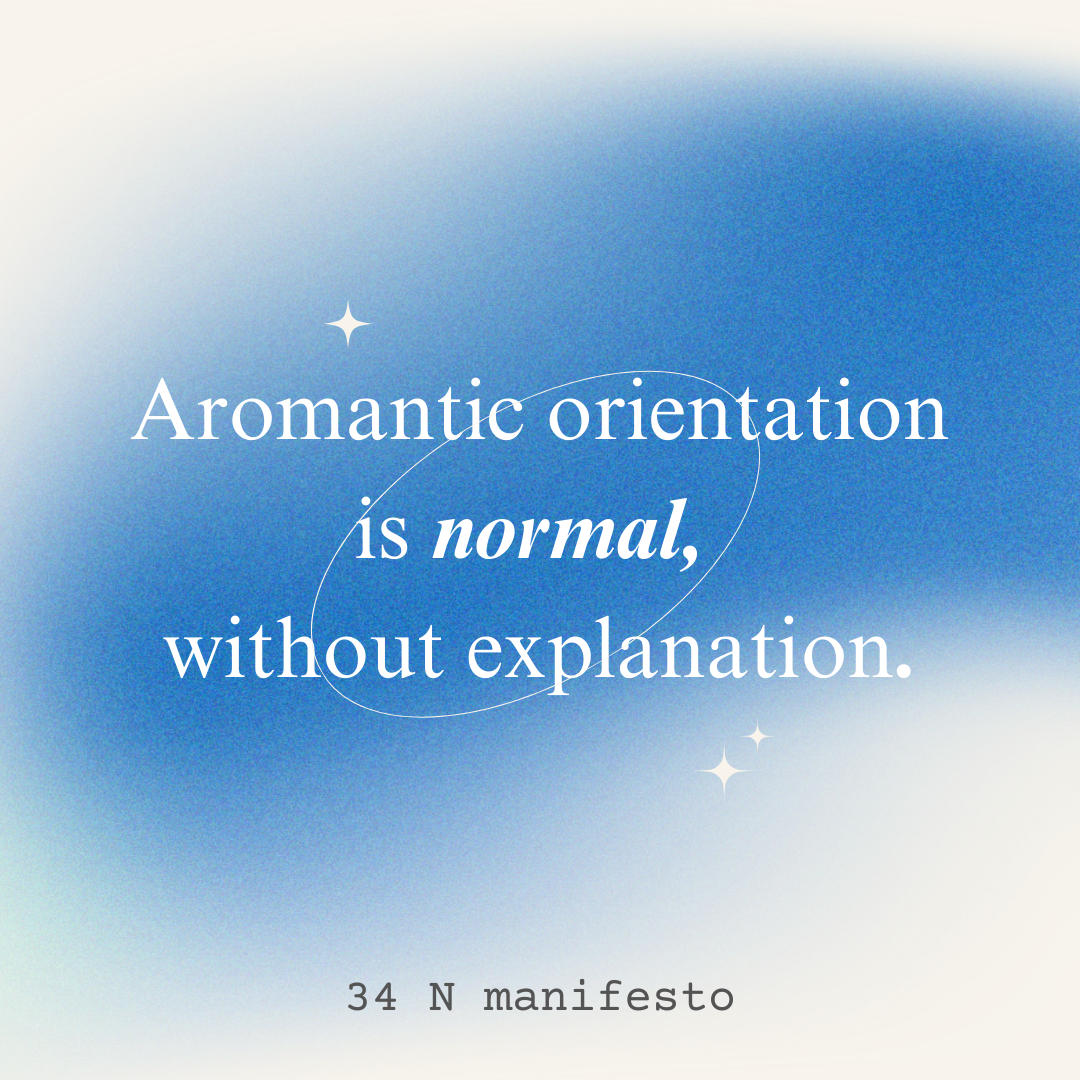 Aromantic orientation
is normal,
without explanation.
34 N manifesto